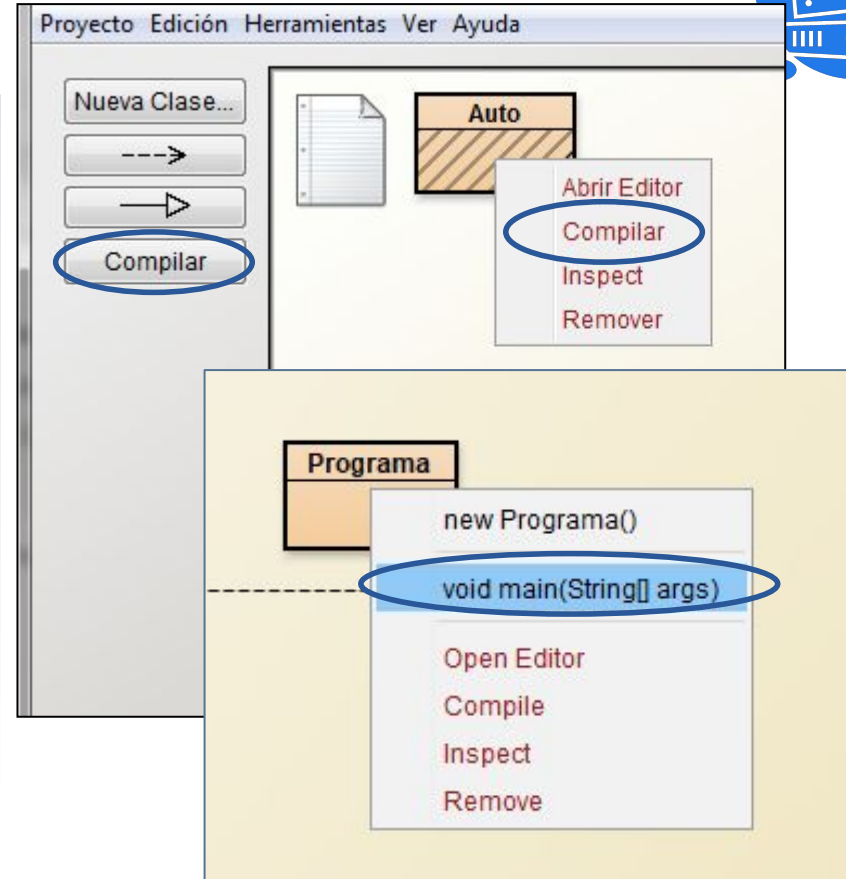 Proyecto Edición Herramientas Ver Ayuda
Nueva Clase...
Compilar
Auto
Abrir Editor
Compilar
Inspect
Remover
Programa
new Programa()
void main(String[] args)
Open Editor
Compile
Inspect
Remove